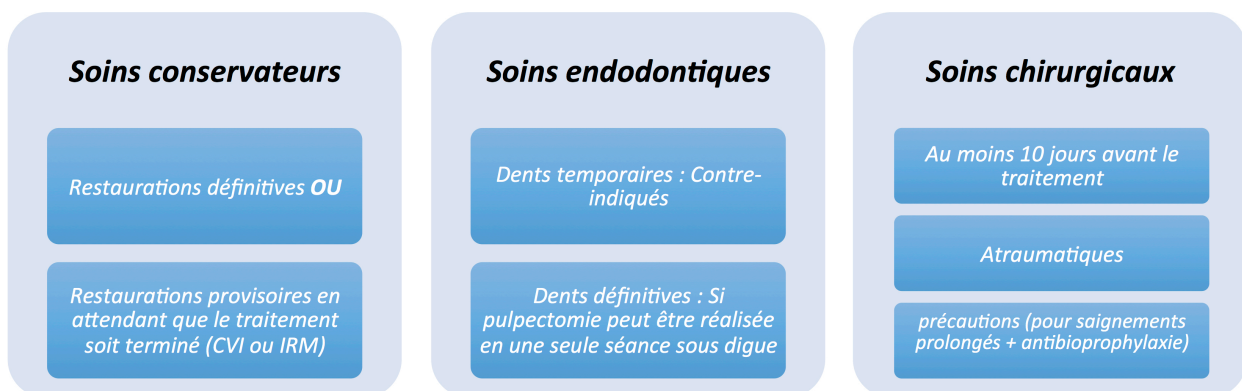 Soins conservateurs
Restaurations définitives OU
Restaurations provisoires en
attendant que le traitement
soit terminé (CVI ou IRM)
Soins endodontiques
Dents temporaires : Contre-
indiqués
Dents définitives : Si
pulpectomie peut être réalisée
en une seule séance sous digue
Soins chirurgicaux
Au moins 10 jours avant le
traitement
Atraumatiques
précautions (pour saignements
prolongés + antibioprophylaxie)